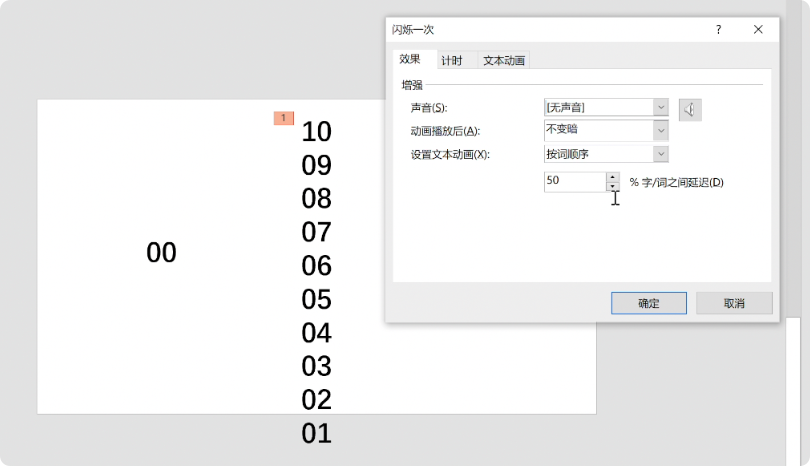 闪烁一次 ?
效果 计时 文本动画
增强
声音(S): [无声音]
动画播放后(A): 不变暗
设置文本动画(X): 按词顺序
50 % 字/词之间延迟(D)
确定 取消
1
10
09
08
07
00
06
05
04
03
02
01